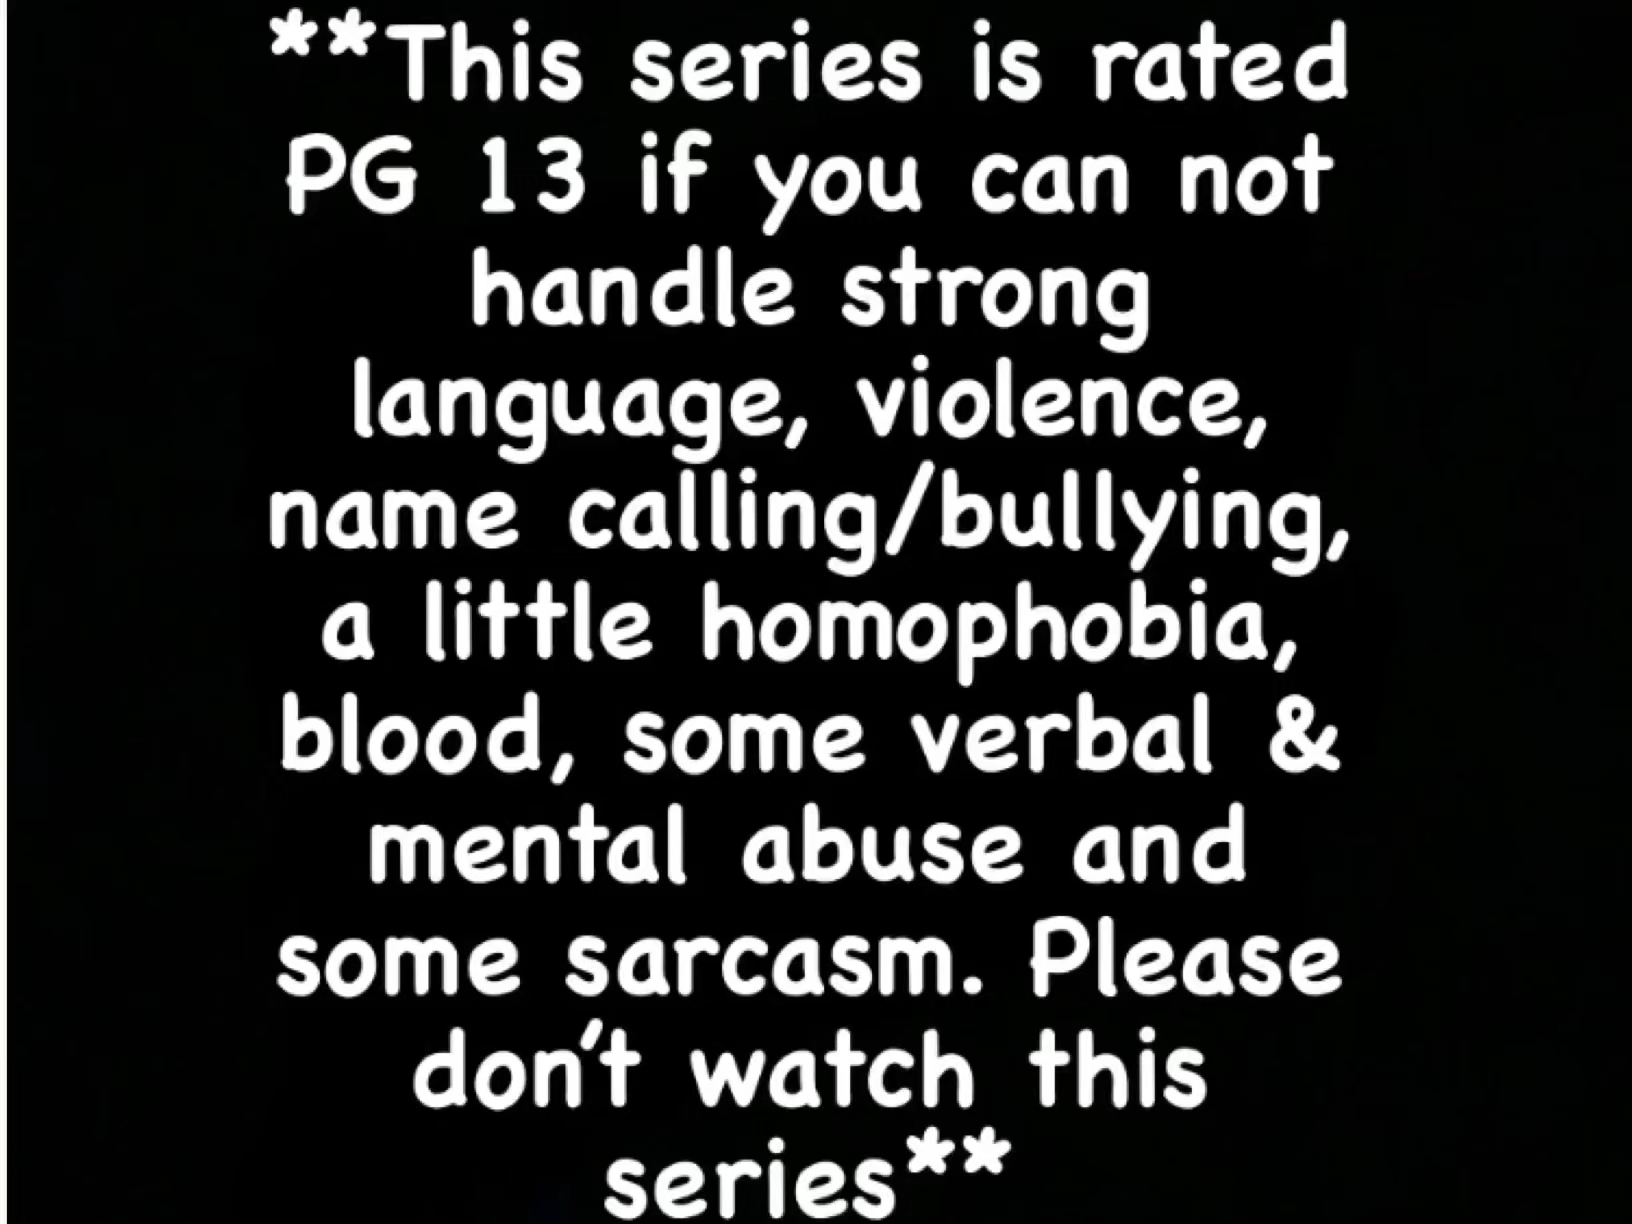 **This series is rated
PG 13 if you can not
handle strong
language, violence,
name calling/bullying,
a little homophobia,
blood, some verbal &
mental abuse and
some sarcasm. Please
don't watch this
series**